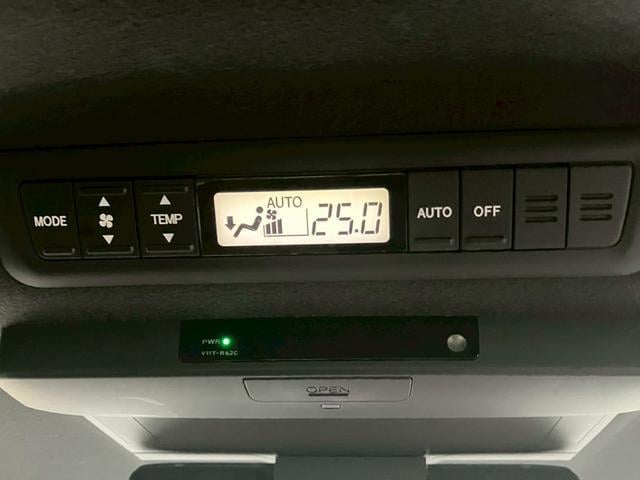 MODE TEMP AUTO 25.0 AUTO OFF
PWR
V11T-R62C
OPEN